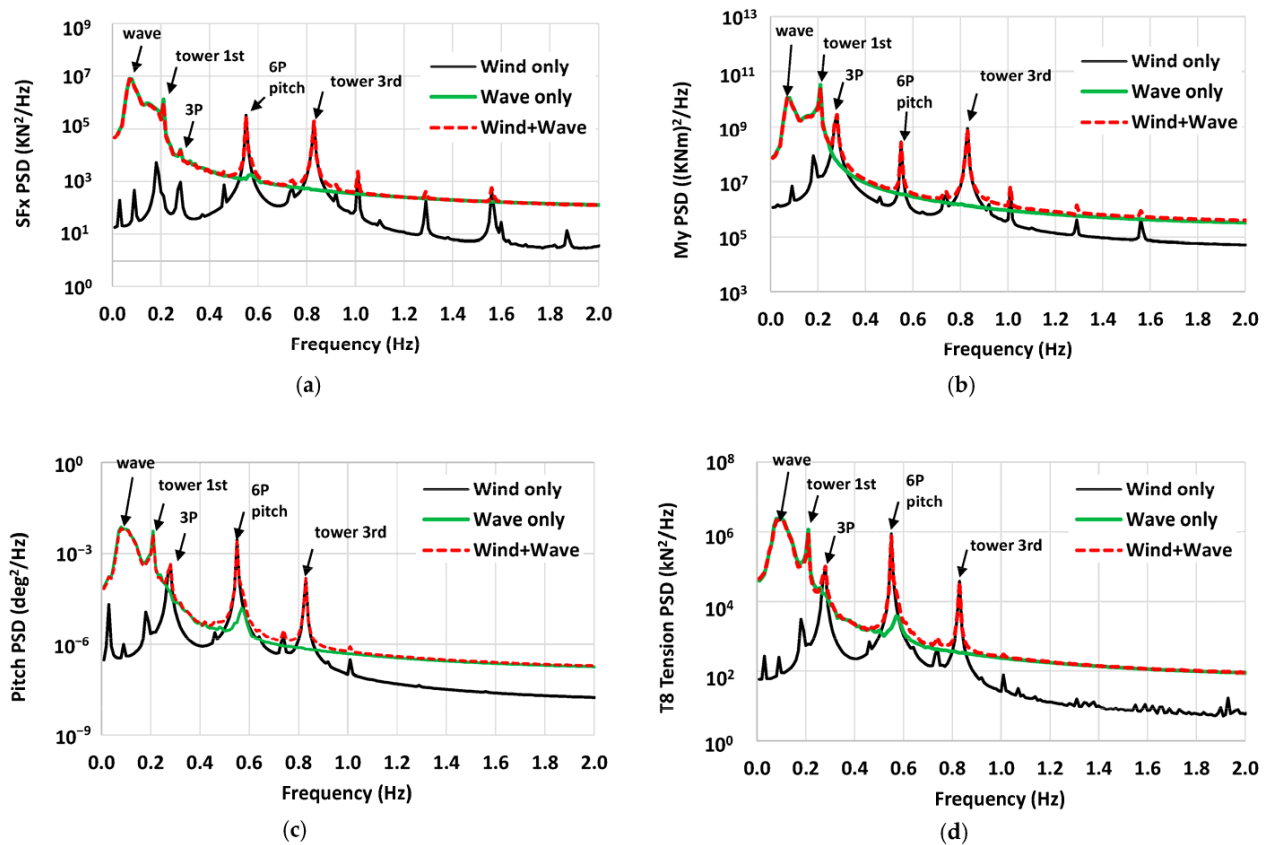 10⁹
10⁷
10⁵
10³
10¹
10⁰
SFx PSD (KN²/Hz)
wave
tower 1st
3P
6P
pitch
tower 3rd
Wind only
Wave only
Wind+Wave
0.0 0.2 0.4 0.6 0.8 1.0 1.2 1.4 1.6 1.8 2.0
Frequency (Hz)
(a)
10¹³
10¹¹
10⁹
10⁷
10⁵
10³
My PSD ((KNm)²/Hz)
wave
tower 1st
3P
6P
pitch
tower 3rd
Wind only
Wave only
Wind+Wave
0.0 0.2 0.4 0.6 0.8 1.0 1.2 1.4 1.6 1.8 2.0
Frequency (Hz)
(b)
10⁰
10⁻³
10⁻⁶
10⁻⁹
Pitch PSD (deg²/Hz)
wave
tower 1st
3P
6P
pitch
tower 3rd
Wind only
Wave only
Wind+Wave
0.0 0.2 0.4 0.6 0.8 1.0 1.2 1.4 1.6 1.8 2.0
Frequency (Hz)
(c)
10⁸
10⁶
10⁴
10²
10⁰
T8 Tension PSD (kN²/Hz)
wave
tower 1st
3P
6P
pitch
tower 3rd
Wind only
Wave only
Wind+Wave
0.0 0.2 0.4 0.6 0.8 1.0 1.2 1.4 1.6 1.8 2.0
Frequency (Hz)
(d)